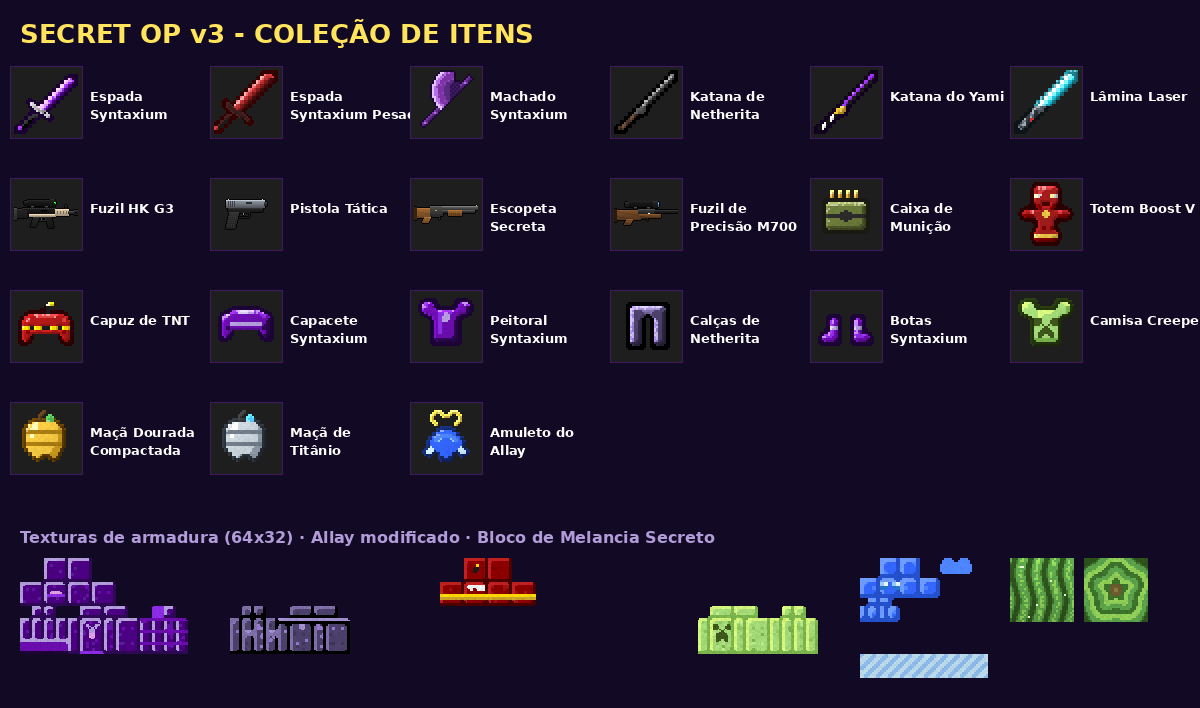 SECRET OP v3 - COLEÇÃO DE ITENS
Espada
Syntaxium
Espada
Syntaxium Pesac
Machado
Syntaxium
Katana de
Netherita
Katana do Yami
Lâmina Laser
Fuzil HK G3
Pistola Tática
Escopeta
Secreta
Fuzil de
Precisão M700
Caixa de
Munição
Totem Boost V
Capuz de TNT
Capacete
Syntaxium
Peitoral
Syntaxium
Calças de
Netherita
Botas
Syntaxium
Camisa Creepe
Maçã Dourada
Compactada
Maçã de
Titânio
Amuleto do
Allay
Texturas de armadura (64x32) · Allay modificado · Bloco de Melancia Secreto